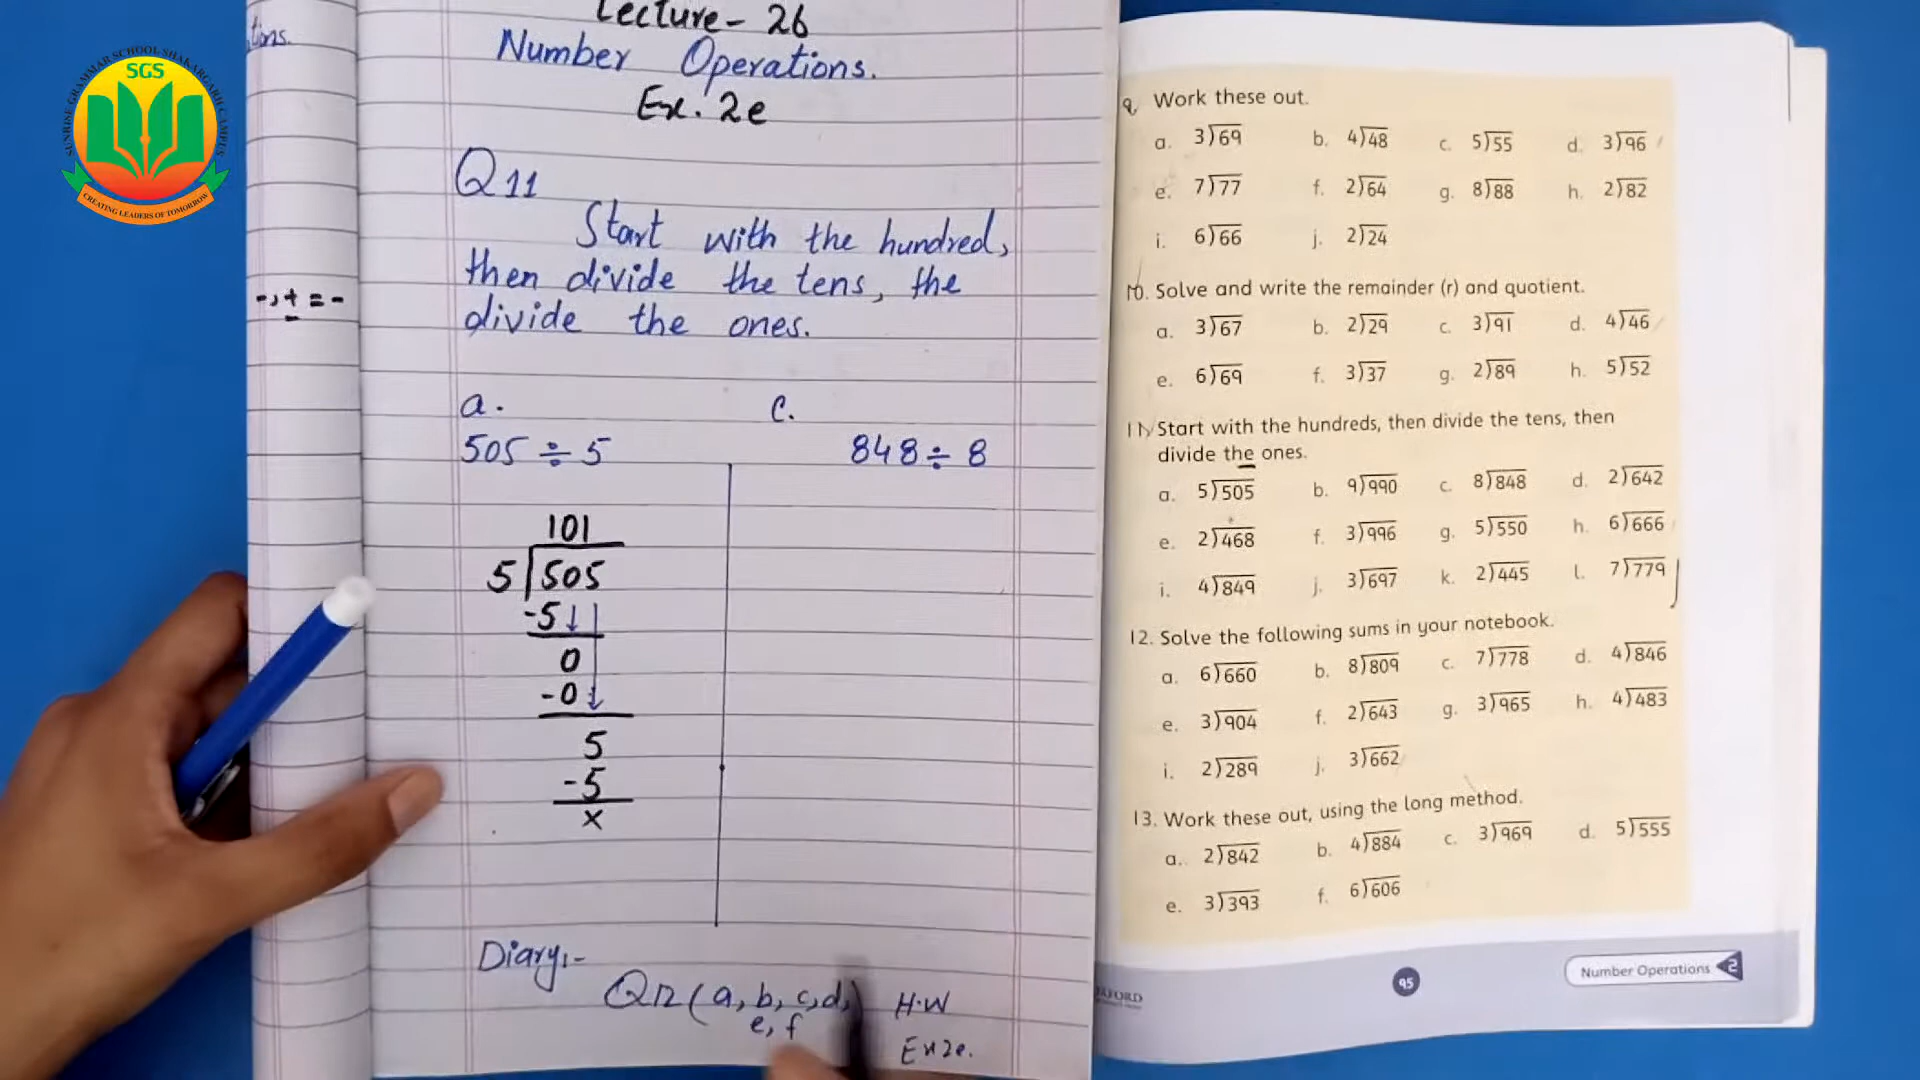 SUNRISE GRAMMAR SCHOOL SHAKARGARH CAMPUS
SGS
CREATING LEADERS OF TOMORROW
Lecture - 26
Number Operations.
Ex. 2e
Q11
Start with the hundred,
then divide the tens, the
divide the ones.
-, + = -
a.
c.
505 ÷ 5
848 ÷ 8
101
5 505
-5
0
-0
5
-5
x
Diary:-
Q12 (a, b, c, d,) H.W
e, f
Ex 2e.
9. Work these out.
a. 3)69 b. 4)48 c. 5)55 d. 3)96
e. 7)77 f. 2)64 g. 8)88 h. 2)82
i. 6)66 j. 2)24
10. Solve and write the remainder (r) and quotient.
a. 3)67 b. 2)29 c. 3)91 d. 4)46
e. 6)69 f. 3)37 g. 2)89 h. 5)52
11. Start with the hundreds, then divide the tens, then
divide the ones.
a. 5)505 b. 9)990 c. 8)848 d. 2)642
e. 2)468 f. 3)996 g. 5)550 h. 6)666
i. 4)849 j. 3)697 k. 2)445 l. 7)779
12. Solve the following sums in your notebook.
a. 6)660 b. 8)809 c. 7)778 d. 4)846
e. 3)904 f. 2)643 g. 3)965 h. 4)483
i. 2)289 j. 3)662
13. Work these out, using the long method.
a. 2)842 b. 4)884 c. 3)969 d. 5)555
e. 3)393 f. 6)606
95
Number Operations 2